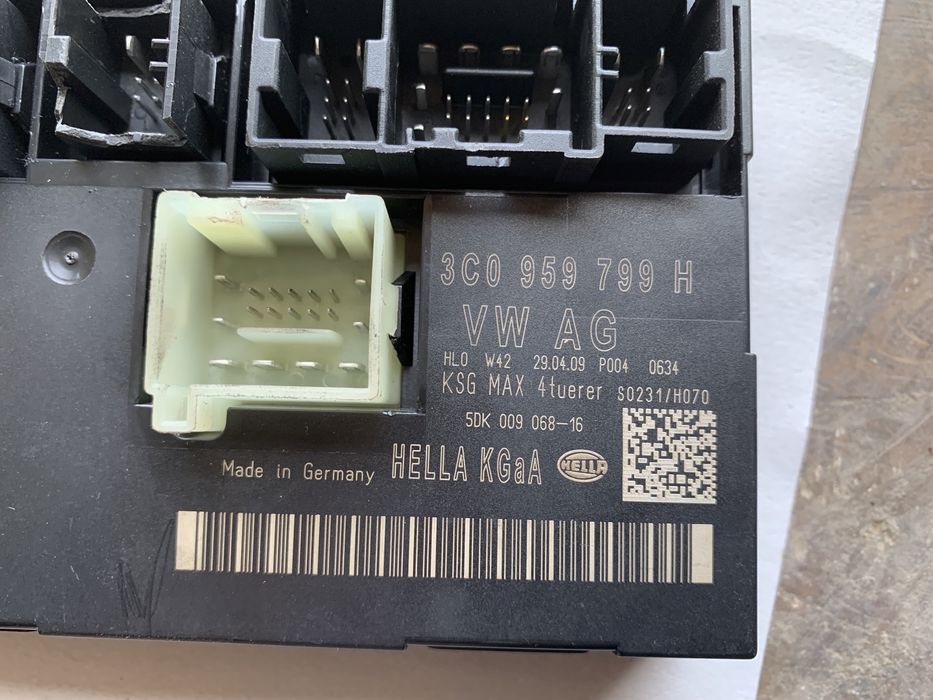 3C0 959 799 H
VW AG
HLO W42 29.04.09 P004 0634
KSG MAX 4tuerer S0231/H070
5DK 009 068-16
Made in Germany HELLA KGaA HELLA